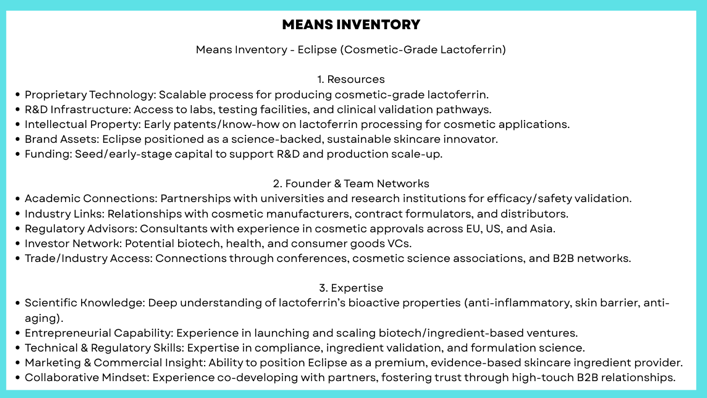 MEANS INVENTORY
Means Inventory - Eclipse (Cosmetic-Grade Lactoferrin)
1. Resources
• Proprietary Technology: Scalable process for producing cosmetic-grade lactoferrin.
• R&D Infrastructure: Access to labs, testing facilities, and clinical validation pathways.
• Intellectual Property: Early patents/know-how on lactoferrin processing for cosmetic applications.
• Brand Assets: Eclipse positioned as a science-backed, sustainable skincare innovator.
• Funding: Seed/early-stage capital to support R&D and production scale-up.
2. Founder & Team Networks
• Academic Connections: Partnerships with universities and research institutions for efficacy/safety validation.
• Industry Links: Relationships with cosmetic manufacturers, contract formulators, and distributors.
• Regulatory Advisors: Consultants with experience in cosmetic approvals across EU, US, and Asia.
• Investor Network: Potential biotech, health, and consumer goods VCs.
• Trade/Industry Access: Connections through conferences, cosmetic science associations, and B2B networks.
3. Expertise
• Scientific Knowledge: Deep understanding of lactoferrin's bioactive properties (anti-inflammatory, skin barrier, anti-
aging).
• Entrepreneurial Capability: Experience in launching and scaling biotech/ingredient-based ventures.
• Technical & Regulatory Skills: Expertise in compliance, ingredient validation, and formulation science.
• Marketing & Commercial Insight: Ability to position Eclipse as a premium, evidence-based skincare ingredient provider.
• Collaborative Mindset: Experience co-developing with partners, fostering trust through high-touch B2B relationships.